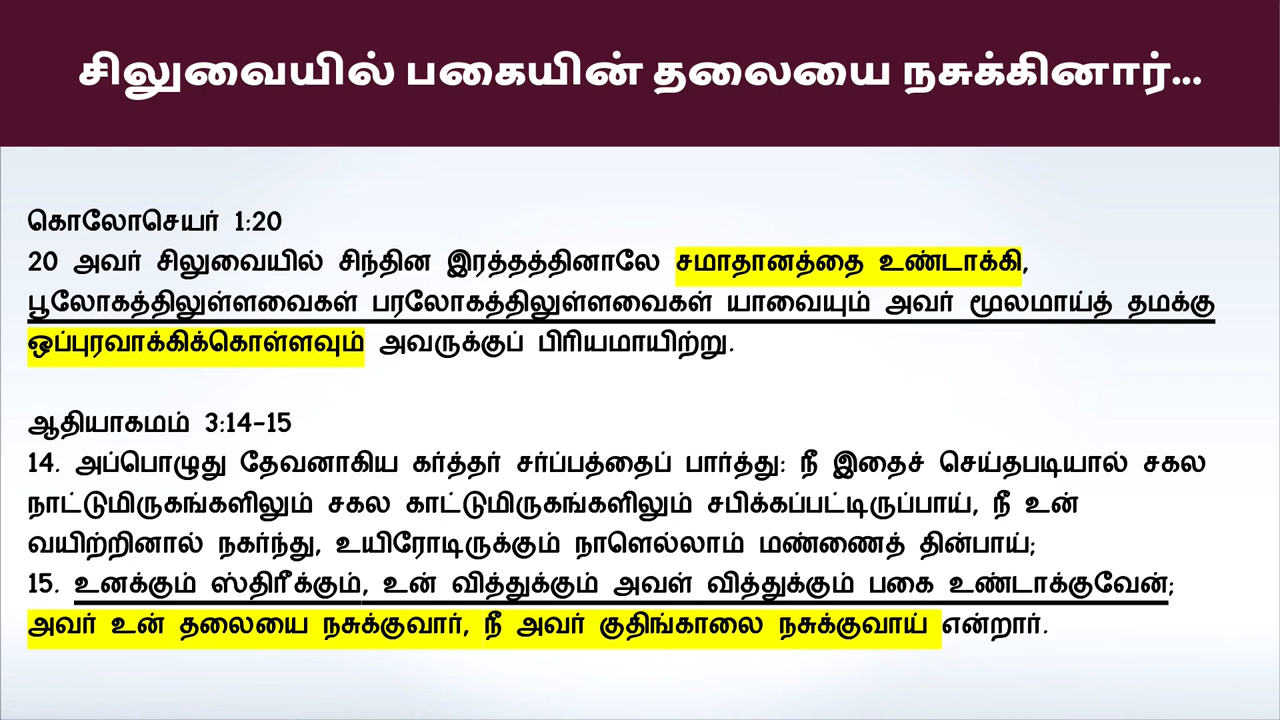 சிலுவையில் பகையின் தலையை நசுக்கினார்...
கொலோசெயர் 1:20
20 அவர் சிலுவையில் சிந்தின இரத்தத்தினாலே சமாதானத்தை உண்டாக்கி,
பூலோகத்திலுள்ளவைகள் பரலோகத்திலுள்ளவைகள் யாவையும் அவர் மூலமாய்த் தமக்கு
ஒப்புரவாக்கிக்கொள்ளவும் அவருக்குப் பிரியமாயிற்று.
ஆதியாகமம் 3:14-15
14. அப்பொழுது தேவனாகிய கர்த்தர் சர்ப்பத்தைப் பார்த்து: நீ இதைச் செய்தபடியால் சகல
நாட்டுமிருகங்களிலும் சகல காட்டுமிருகங்களிலும் சபிக்கப்பட்டிருப்பாய், நீ உன்
வயிற்றினால் நகர்ந்து, உயிரோடிருக்கும் நாளெல்லாம் மண்ணைத் தின்பாய்;
15. உனக்கும் ஸ்திரீக்கும், உன் வித்துக்கும் அவள் வித்துக்கும் பகை உண்டாக்குவேன்;
அவர் உன் தலையை நசுக்குவார், நீ அவர் குதிங்காலை நசுக்குவாய் என்றார்.